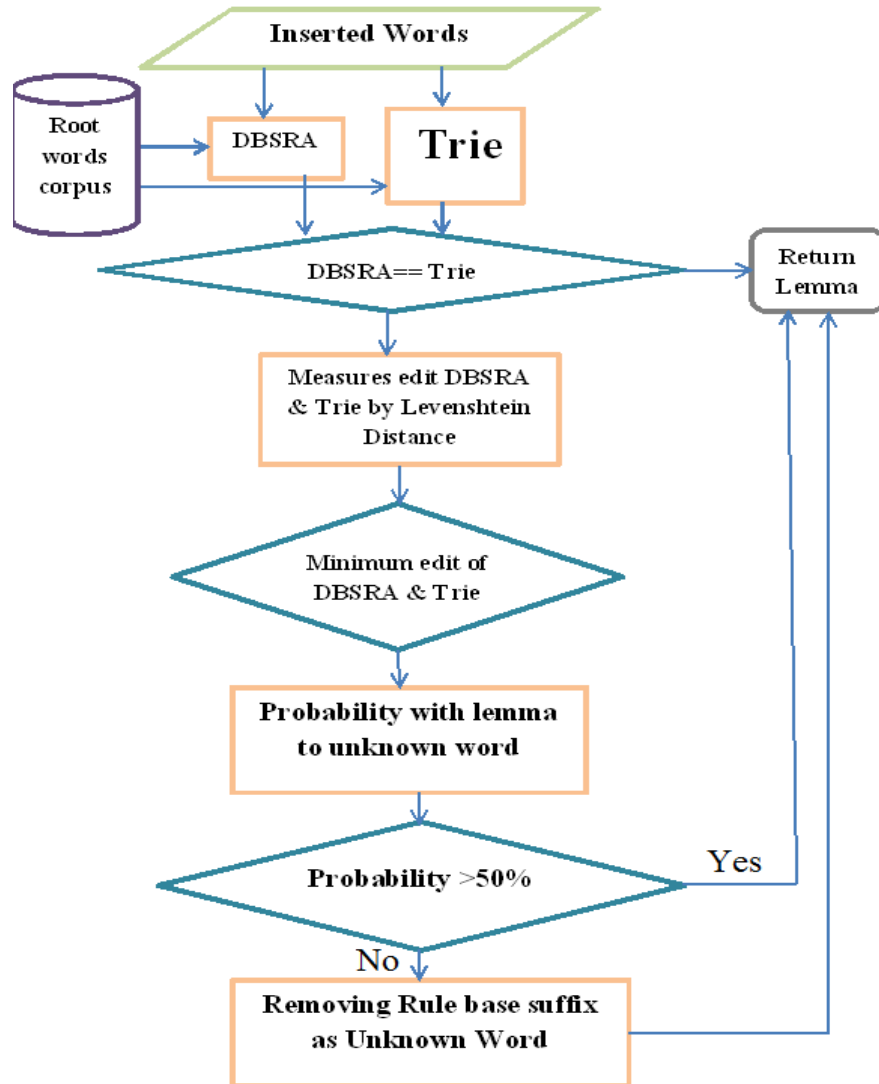 Inserted Words
Root
words
corpus
DBSRA
Trie
DBSRA== Trie
Return
Lemma
Measures edit DBSRA
& Trie by Levenshtein
Distance
Minimum edit of
DBSRA & Trie
Probability with lemma
to unknown word
Probability >50%
Yes
No
Removing Rule base suffix
as Unknown Word